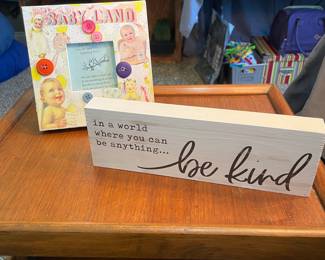 BABY LAND
in a world
where you can
be anything...
be kind